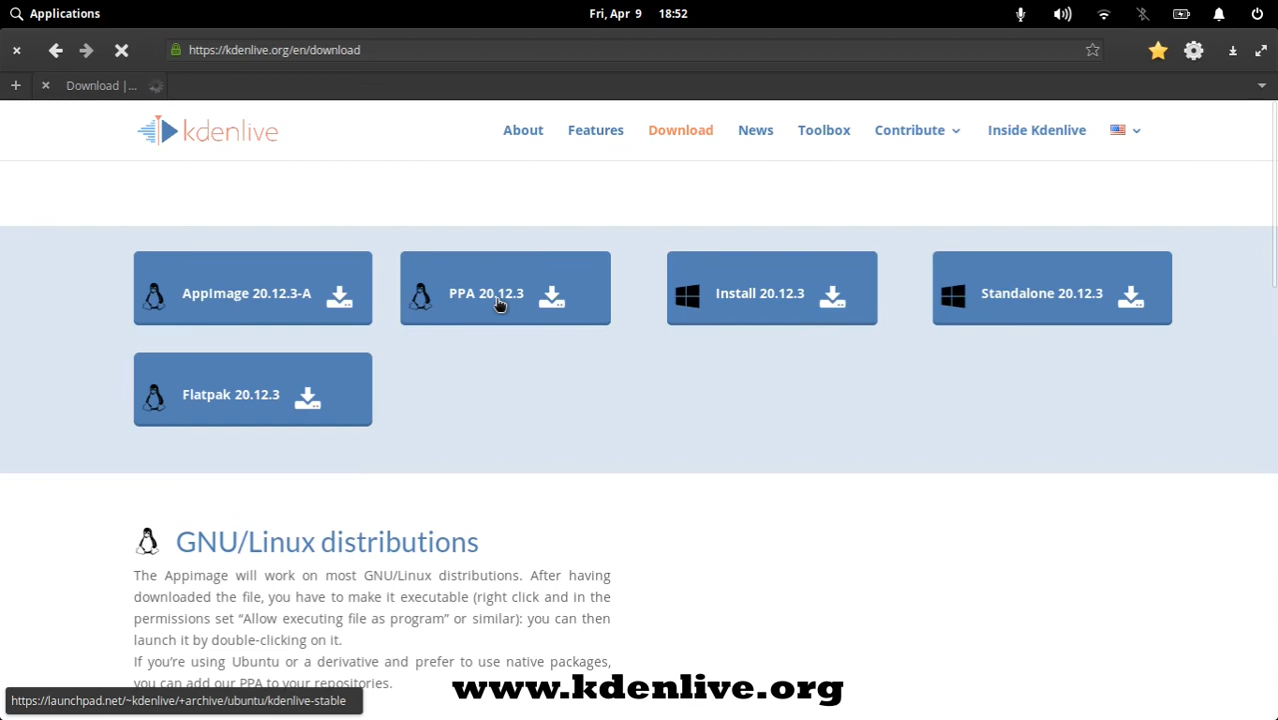 Applications
Fri, Apr 9 18:52
https://kdenlive.org/en/download
Download |...
kdenlive
About Features Download News Toolbox Contribute Inside Kdenlive
AppImage 20.12.3-A
PPA 20.12.3
Install 20.12.3
Standalone 20.12.3
Flatpak 20.12.3
GNU/Linux distributions
The Appimage will work on most GNU/Linux distributions. After having
downloaded the file, you have to make it executable (right click and in the
permissions set “Allow executing file as program” or similar): you can then
launch it by double-clicking on it.
If you’re using Ubuntu or a derivative and prefer to use native packages,
you can add our PPA to your repositories.
www.kdenlive.org
https://launchpad.net/~kdenlive/+archive/ubuntu/kdenlive-stable